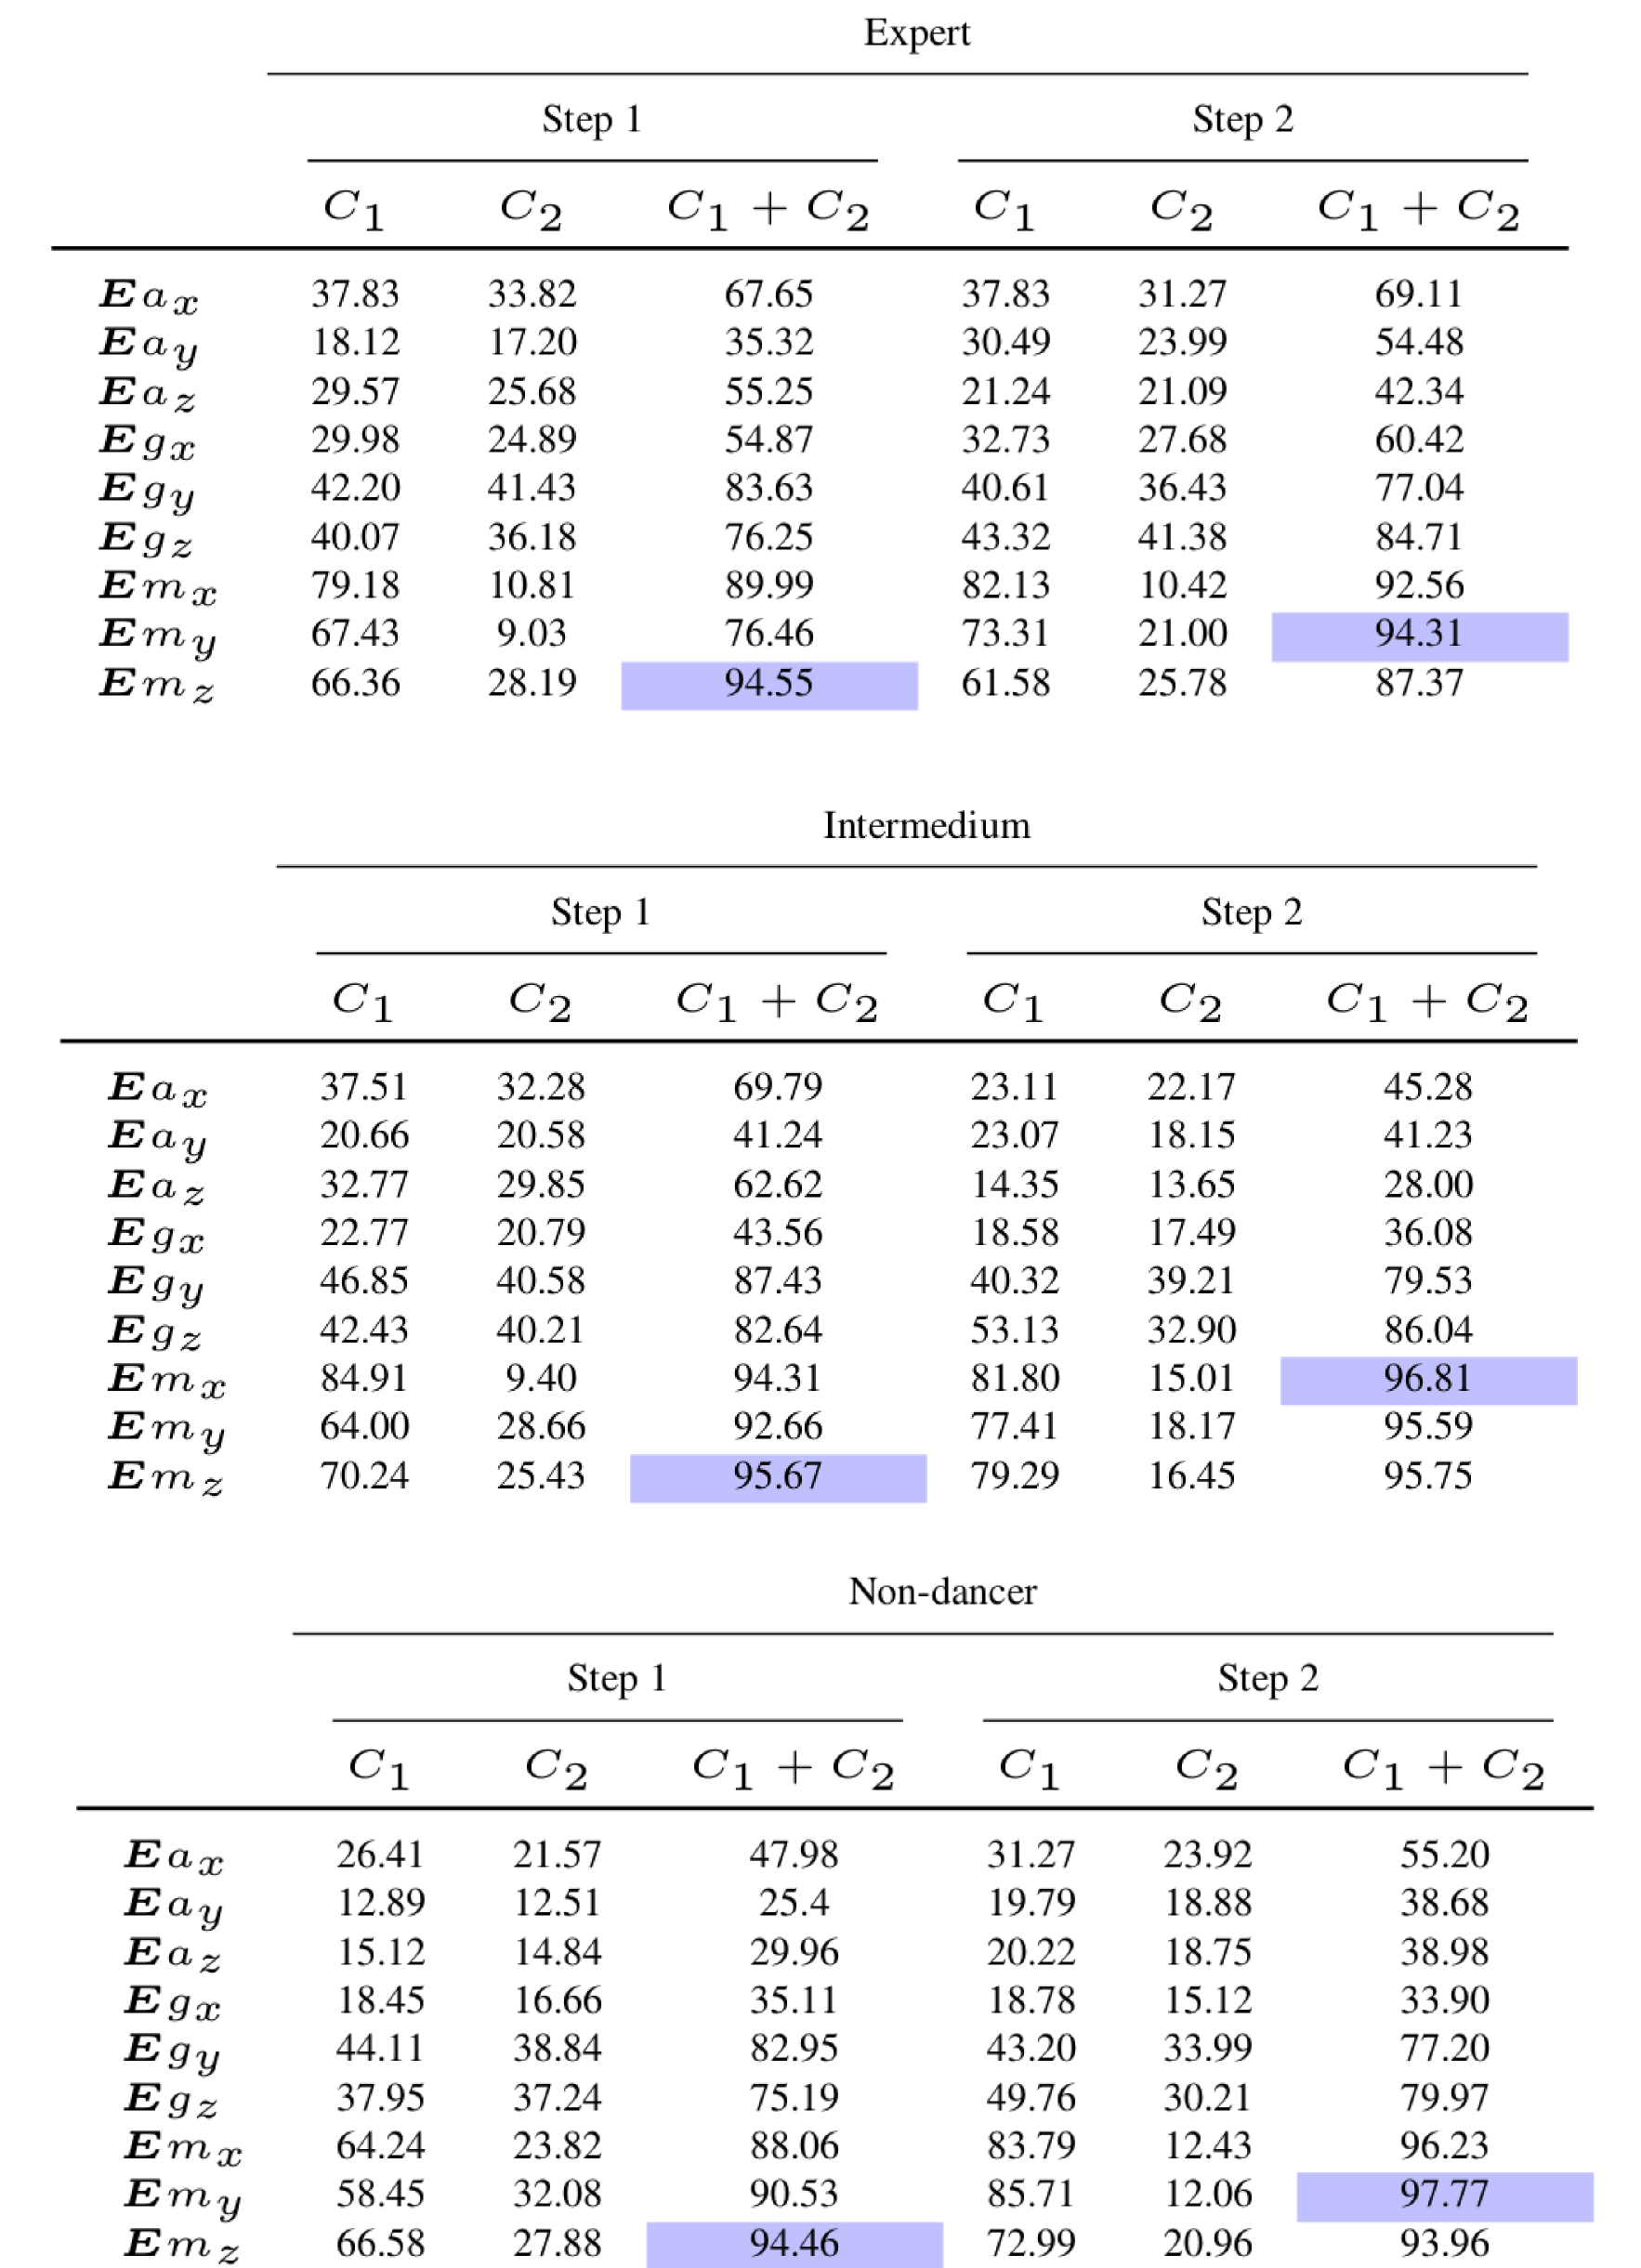 Expert
Step 1 Step 2
C1 C2 C1 + C2 C1 C2 C1 + C2
Eax 37.83 33.82 67.65 37.83 31.27 69.11
Eay 18.12 17.20 35.32 30.49 23.99 54.48
Eaz 29.57 25.68 55.25 21.24 21.09 42.34
Egx 29.98 24.89 54.87 32.73 27.68 60.42
Egy 42.20 41.43 83.63 40.61 36.43 77.04
Egz 40.07 36.18 76.25 43.32 41.38 84.71
Emx 79.18 10.81 89.99 82.13 10.42 92.56
Emy 67.43 9.03 76.46 73.31 21.00 94.31
Emz 66.36 28.19 94.55 61.58 25.78 87.37
Intermedium
Step 1 Step 2
C1 C2 C1 + C2 C1 C2 C1 + C2
Eax 37.51 32.28 69.79 23.11 22.17 45.28
Eay 20.66 20.58 41.24 23.07 18.15 41.23
Eaz 32.77 29.85 62.62 14.35 13.65 28.00
Egx 22.77 20.79 43.56 18.58 17.49 36.08
Egy 46.85 40.58 87.43 40.32 39.21 79.53
Egz 42.43 40.21 82.64 53.13 32.90 86.04
Emx 84.91 9.40 94.31 81.80 15.01 96.81
Emy 64.00 28.66 92.66 77.41 18.17 95.59
Emz 70.24 25.43 95.67 79.29 16.45 95.75
Non-dancer
Step 1 Step 2
C1 C2 C1 + C2 C1 C2 C1 + C2
Eax 26.41 21.57 47.98 31.27 23.92 55.20
Eay 12.89 12.51 25.4 19.79 18.88 38.68
Eaz 15.12 14.84 29.96 20.22 18.75 38.98
Egx 18.45 16.66 35.11 18.78 15.12 33.90
Egy 44.11 38.84 82.95 43.20 33.99 77.20
Egz 37.95 37.24 75.19 49.76 30.21 79.97
Emx 64.24 23.82 88.06 83.79 12.43 96.23
Emy 58.45 32.08 90.53 85.71 12.06 97.77
Emz 66.58 27.88 94.46 72.99 20.96 93.96